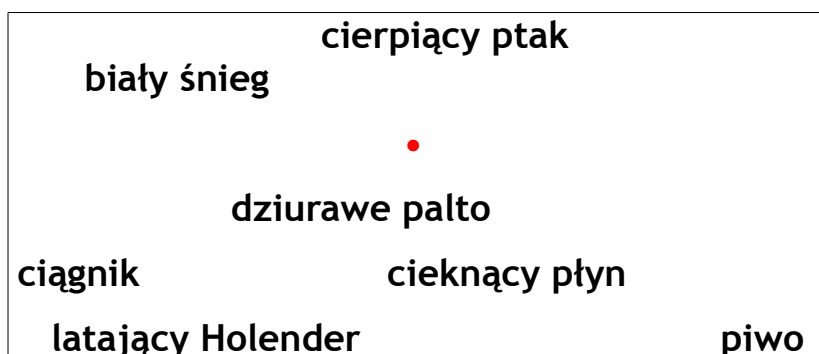 cierpiący ptak
biały śnieg
dziurawe palto
ciągnik cieknący płyn
latający Holender piwo